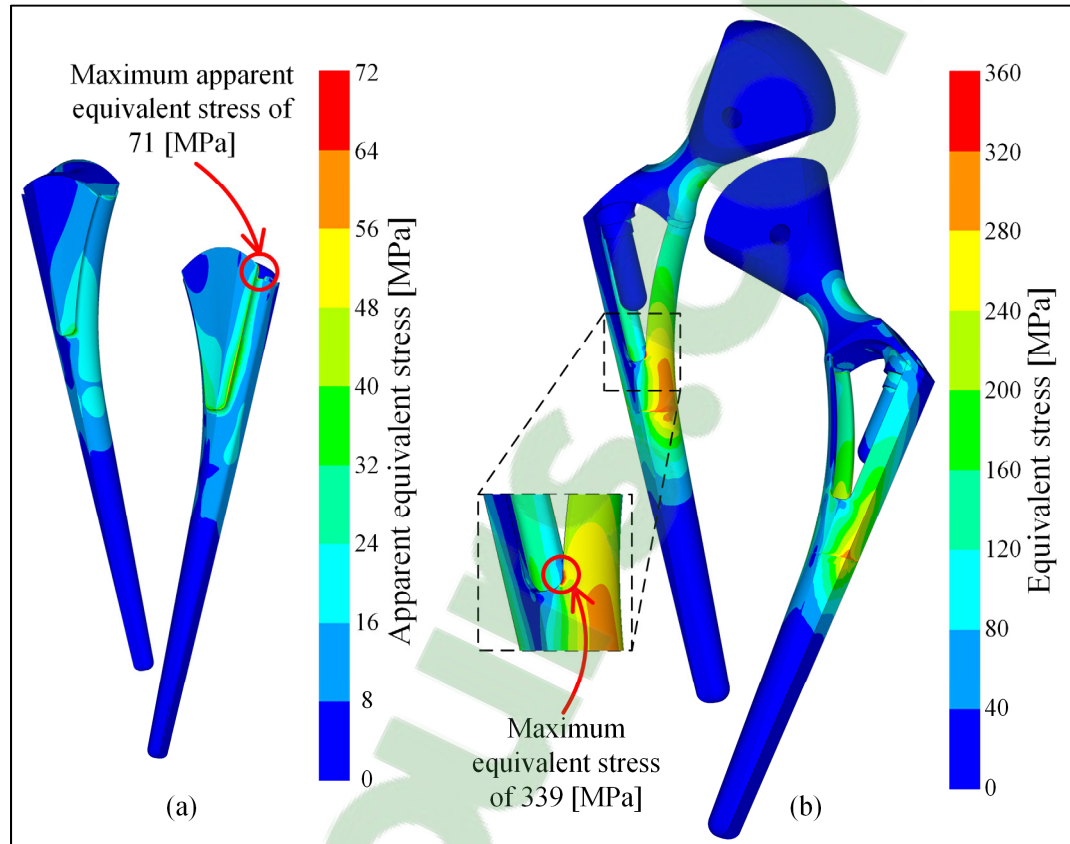 Maximum apparent
equivalent stress of
71 [MPa]
72
64
56
48
40
32
24
16
8
0
Apparent equivalent stress [MPa]
(a)
360
320
280
240
200
160
120
80
40
0
Equivalent stress [MPa]
Maximum
equivalent stress
of 339 [MPa]
(b)